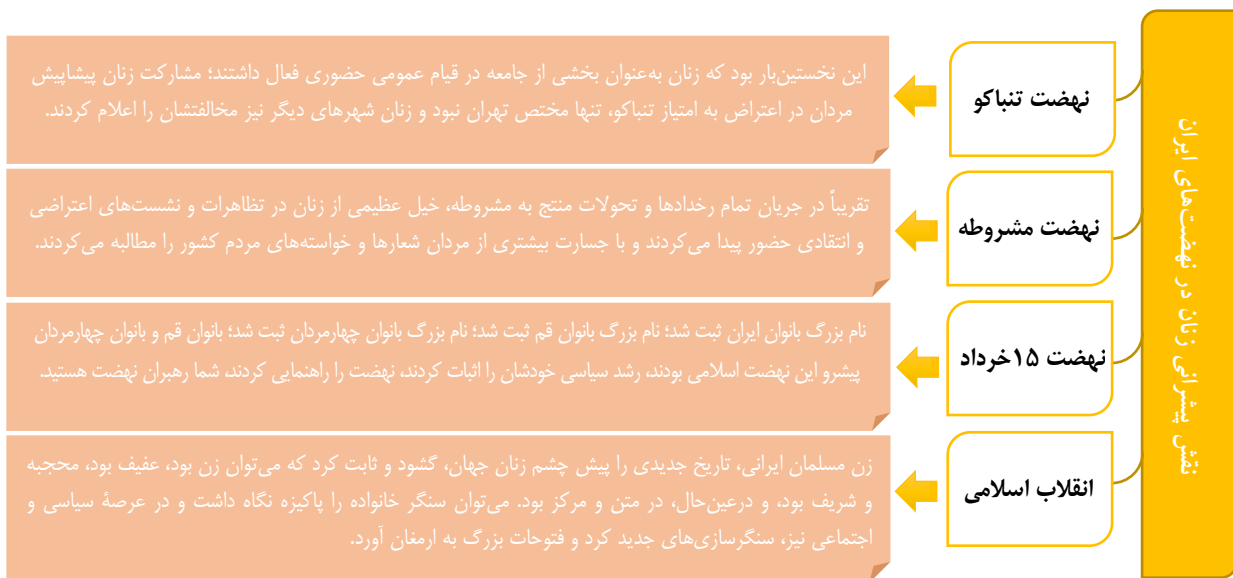 نقش پیشرانی زنان در نهضت‌های ایران
نهضت تنباکو
این نخستین‌بار بود که زنان به‌عنوان بخشی از جامعه در قیام عمومی حضوری فعال داشتند؛ مشارکت زنان پیشاپیش
مردان در اعتراض به امتیاز تنباکو، تنها مختص تهران نبود و زنان شهرهای دیگر نیز مخالفتشان را اعلام کردند.
نهضت مشروطه
تقریباً در جریان تمام رخدادها و تحولات منتج به مشروطه، خیل عظیمی از زنان در تظاهرات و نشست‌های اعتراضی
و انتقادی حضور پیدا می‌کردند و با جسارت بیشتری از مردان شعارها و خواسته‌های مردم کشور را مطالبه می‌کردند.
نهضت ۱۵خرداد
نام بزرگ بانوان ایران ثبت شد؛ نام بزرگ بانوان قم ثبت شد؛ نام بزرگ بانوان چهارمردان ثبت شد؛ بانوان قم و بانوان چهارمردان
پیشرو این نهضت اسلامی بودند، رشد سیاسی خودشان را اثبات کردند، نهضت را راهنمایی کردند، شما رهبران نهضت هستید.
انقلاب اسلامی
زن مسلمان ایرانی، تاریخ جدیدی را پیش چشم زنان جهان، گشود و ثابت کرد که می‌توان زن بود، عفیف بود، محجبه
و شریف بود، و درعین‌حال، در متن و مرکز بود. می‌توان سنگر خانواده را پاکیزه نگاه داشت و در عرصهٔ سیاسی و
اجتماعی نیز، سنگرسازی‌های جدید کرد و فتوحات بزرگ به ارمغان آورد.